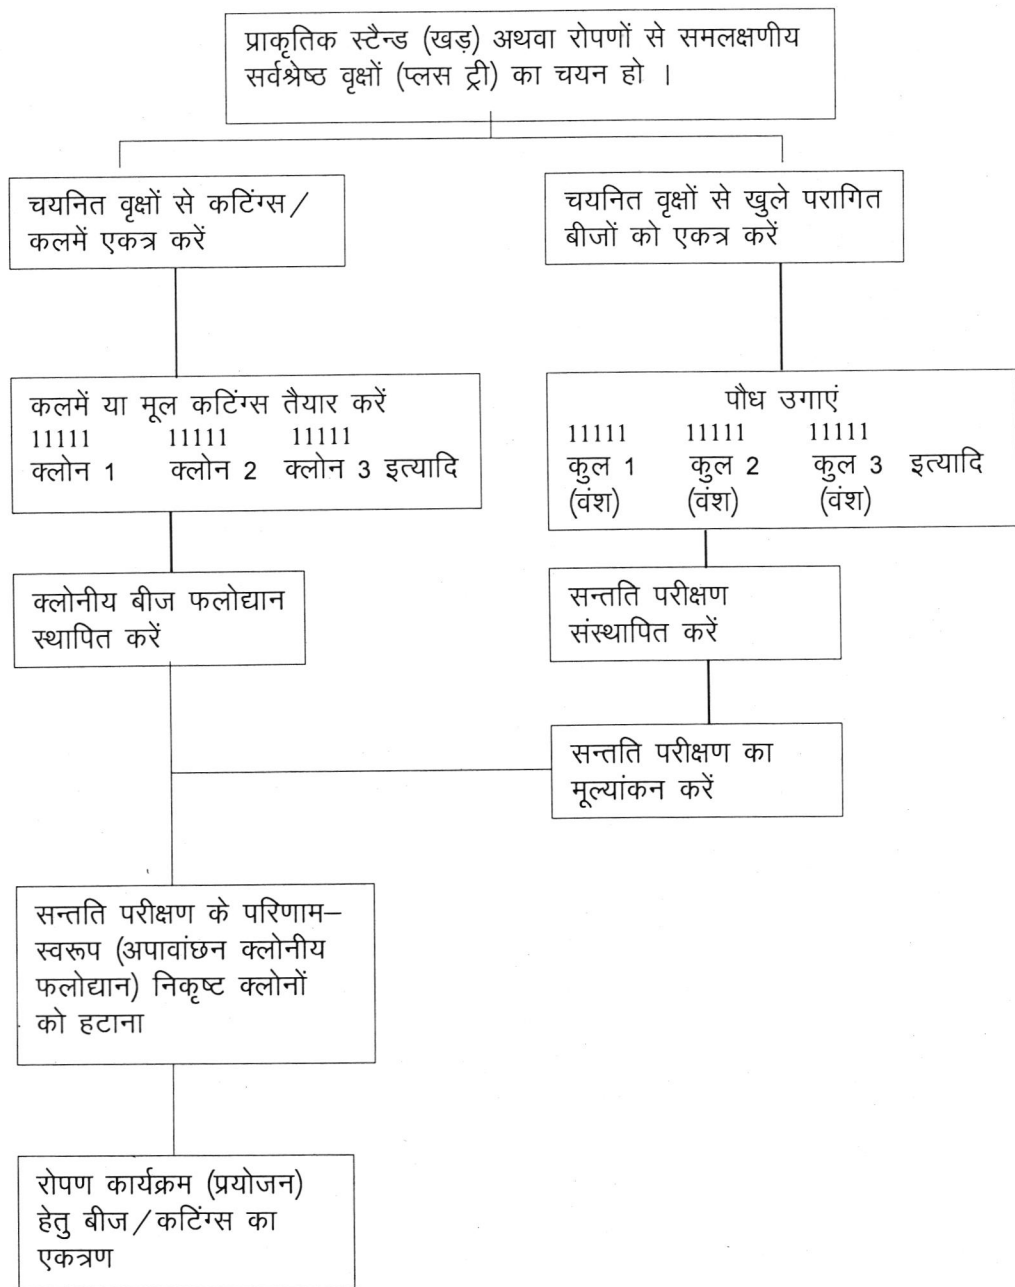 प्राकृतिक स्टैन्ड (खड़) अथवा रोपणों से समलक्षणीय
सर्वश्रेष्ठ वृक्षों (प्लस ट्री) का चयन हो ।
चयनित वृक्षों से कटिंग्स/
कलमें एकत्र करें
चयनित वृक्षों से खुले परागित
बीजों को एकत्र करें
कलमें या मूल कटिंग्स तैयार करें
11111 11111 11111
क्लोन 1 क्लोन 2 क्लोन 3 इत्यादि
पौध उगाएं
11111 11111 11111
कुल 1 कुल 2 कुल 3 इत्यादि
(वंश) (वंश) (वंश)
क्लोनीय बीज फलोद्यान
स्थापित करें
सन्तति परीक्षण
संस्थापित करें
सन्तति परीक्षण का
मूल्यांकन करें
सन्तति परीक्षण के परिणाम–
स्वरूप (अपावांछन क्लोनीय
फलोद्यान) निकृष्ट क्लोनों
को हटाना
रोपण कार्यक्रम (प्रयोजन)
हेतु बीज/कटिंग्स का
एकत्रण